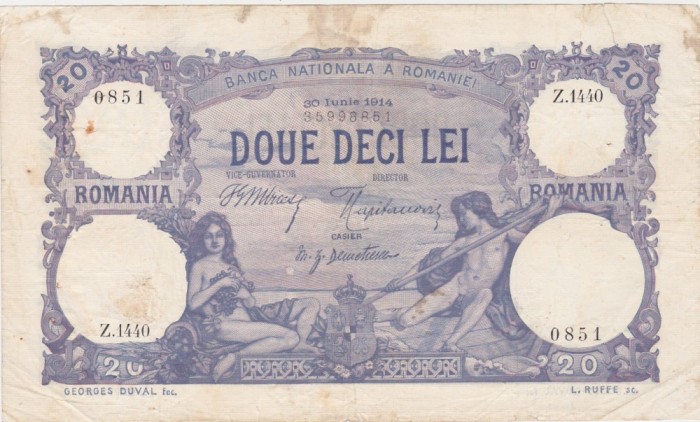 20 20
BANCA NATIONALA A ROMANIEI
0851 Z.1440
30 Iunie 1914
35998851
DOUE DECI LEI
VICE-GUVERNATOR DIRECTOR
ROMANIA ROMANIA
CASIER
Z.1440 0851
20 20
GEORGES DUVAL fec. L. RUFFE sc.